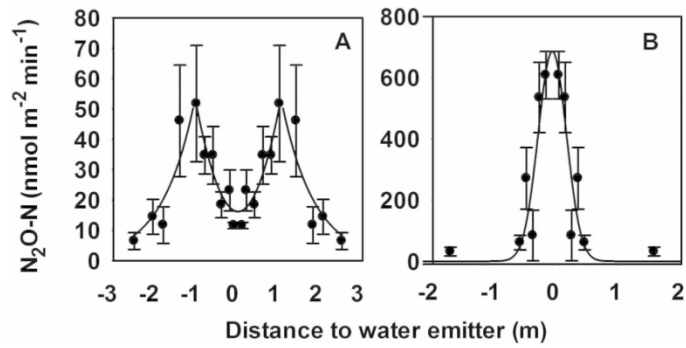 A
B
N₂O-N (nmol m⁻² min⁻¹)
80
70
60
50
40
30
20
10
0
800
600
400
200
0
-3 -2 -1 0 1 2 3
-2 -1 0 1 2
Distance to water emitter (m)